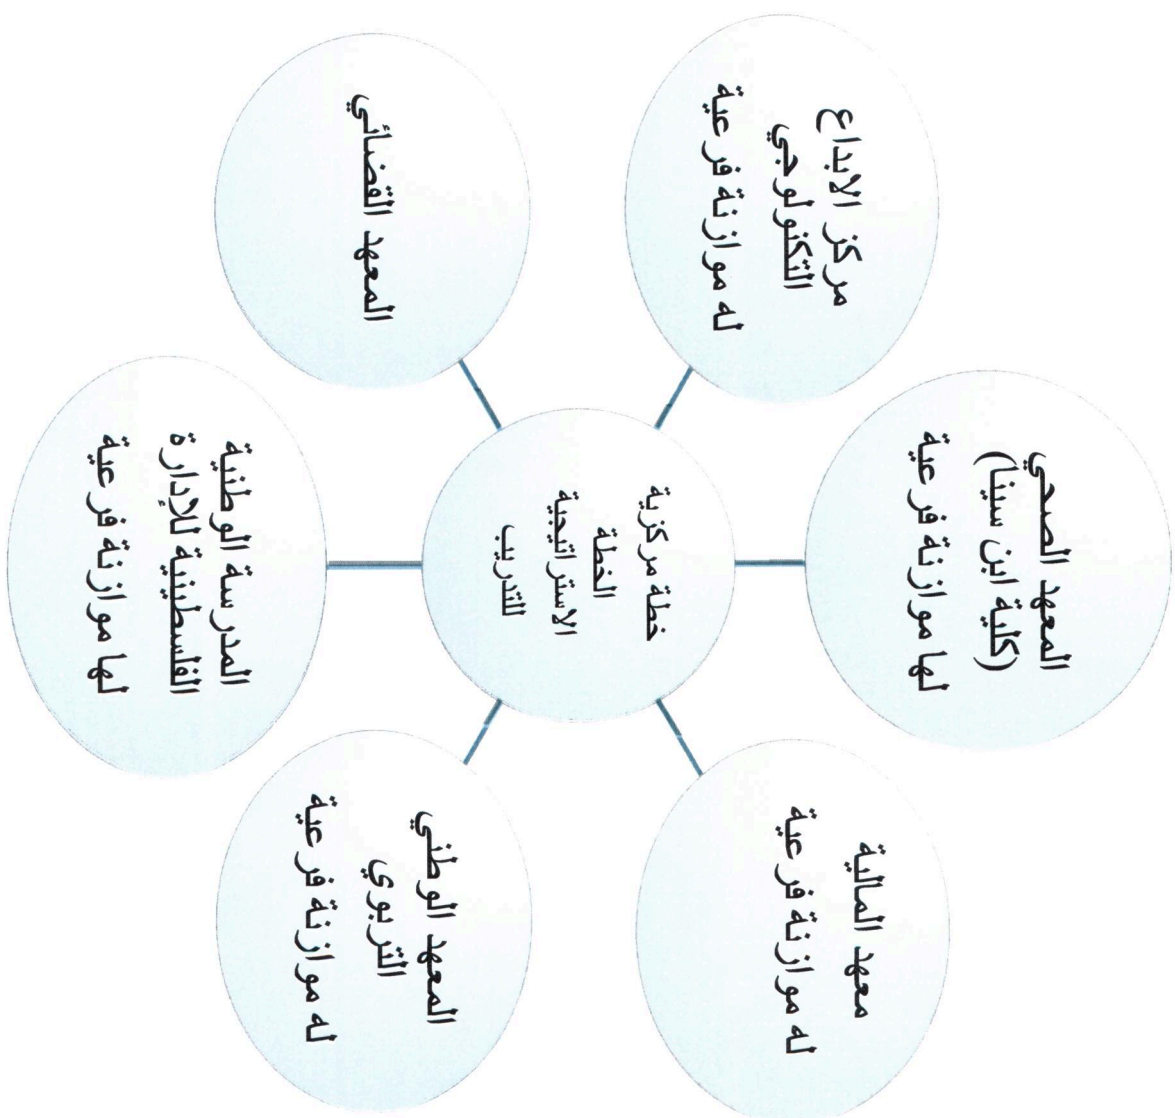 خطة مركزية
الخطة
الاستراتيجية
للتدريب
المعهد الصحي
(كلية ابن سينا)
لها موازنة فرعية
معهد المالية
له موازنة فرعية
المعهد الوطني
التربوي
له موازنة فرعية
المدرسة الوطنية
الفلسطينية للإدارة
لها موازنة فرعية
المعهد القضائي
مركز الابداع
التكنولوجي
له موازنة فرعية